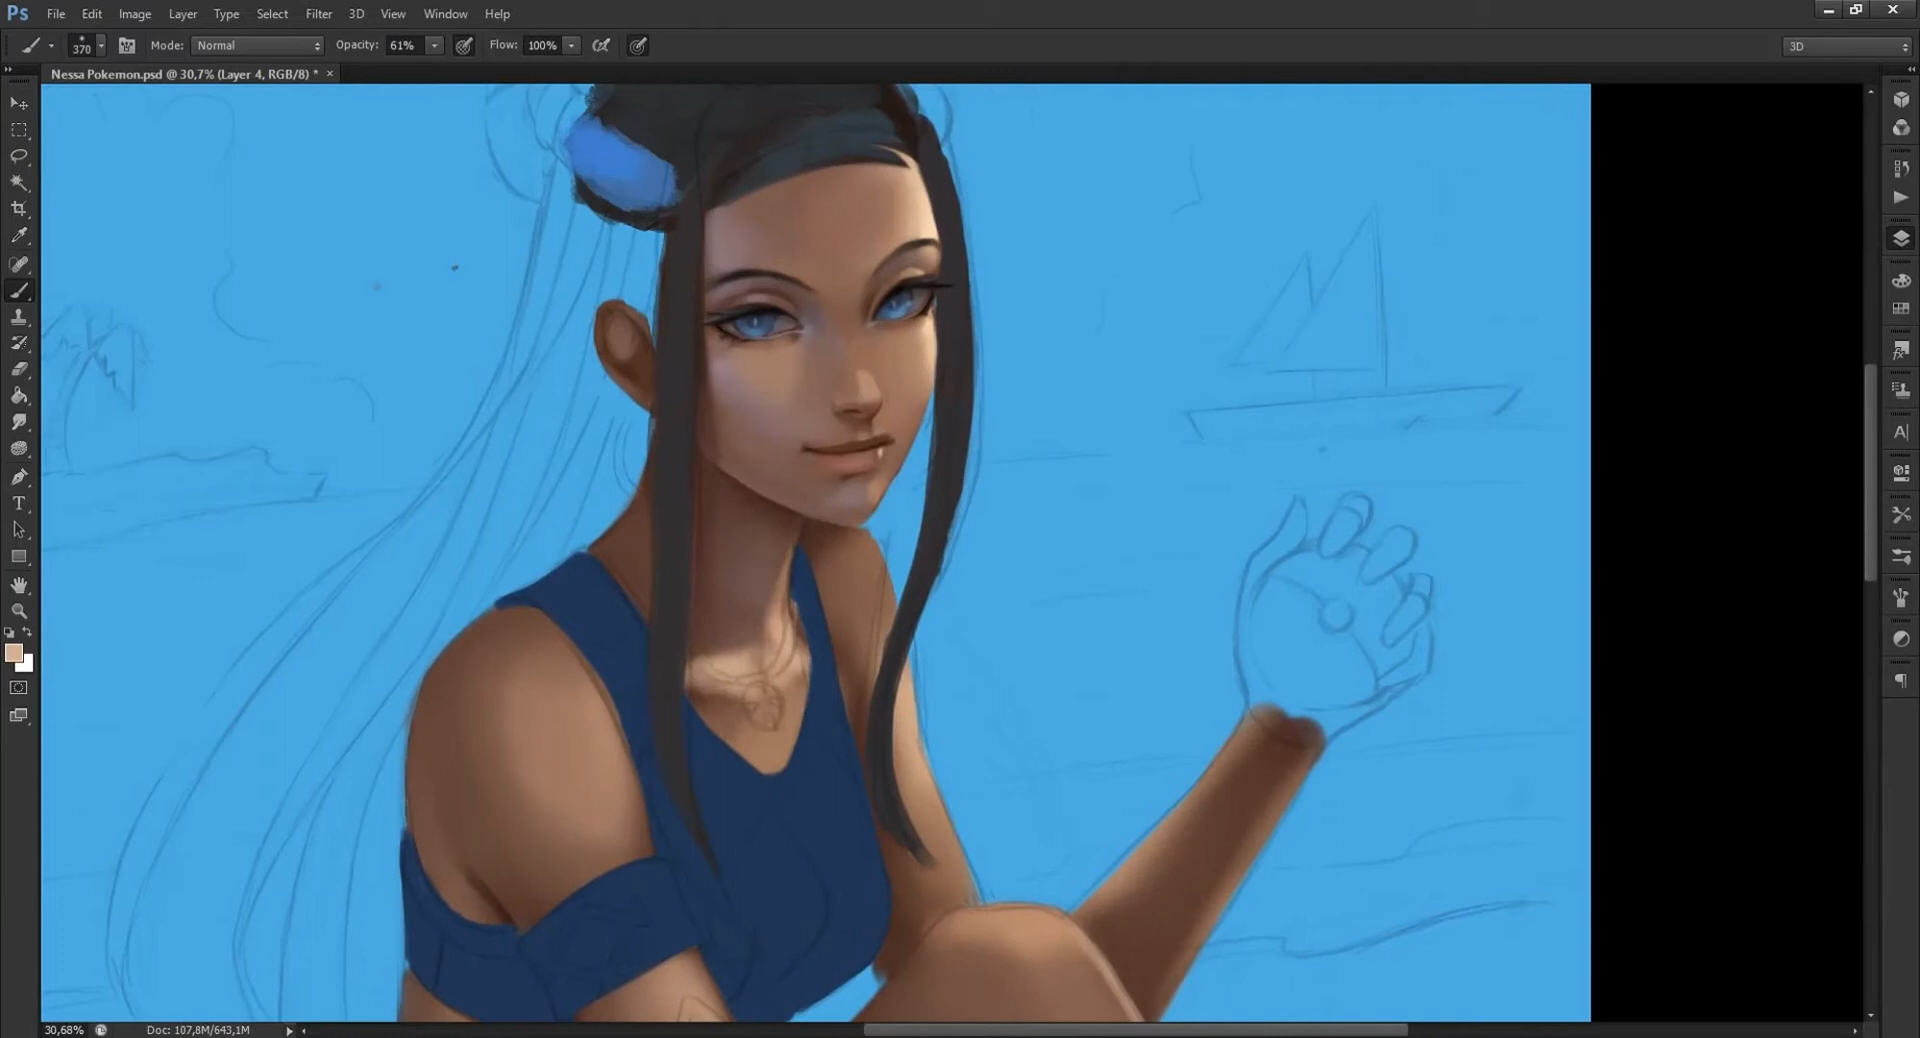 Ps File Edit Image Layer Type Select Filter 3D View Window Help
370 Mode: Normal Opacity: 61% Flow: 100% 3D
Nessa Pokemon.psd @ 30,7% (Layer 4, RGB/8) * ×
T
A
fx
30,68% Doc: 107,8M/643,1M